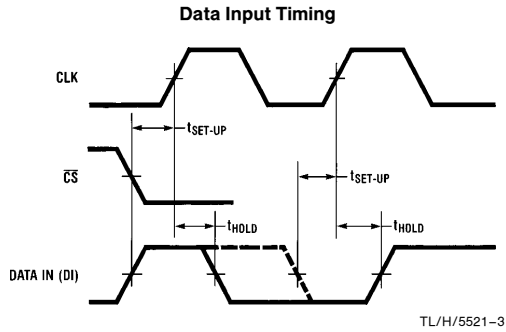 Data Input Timing
CLK
tSET-UP
CS
tSET-UP
tHOLD
tHOLD
DATA IN (DI)
TL/H/5521–3